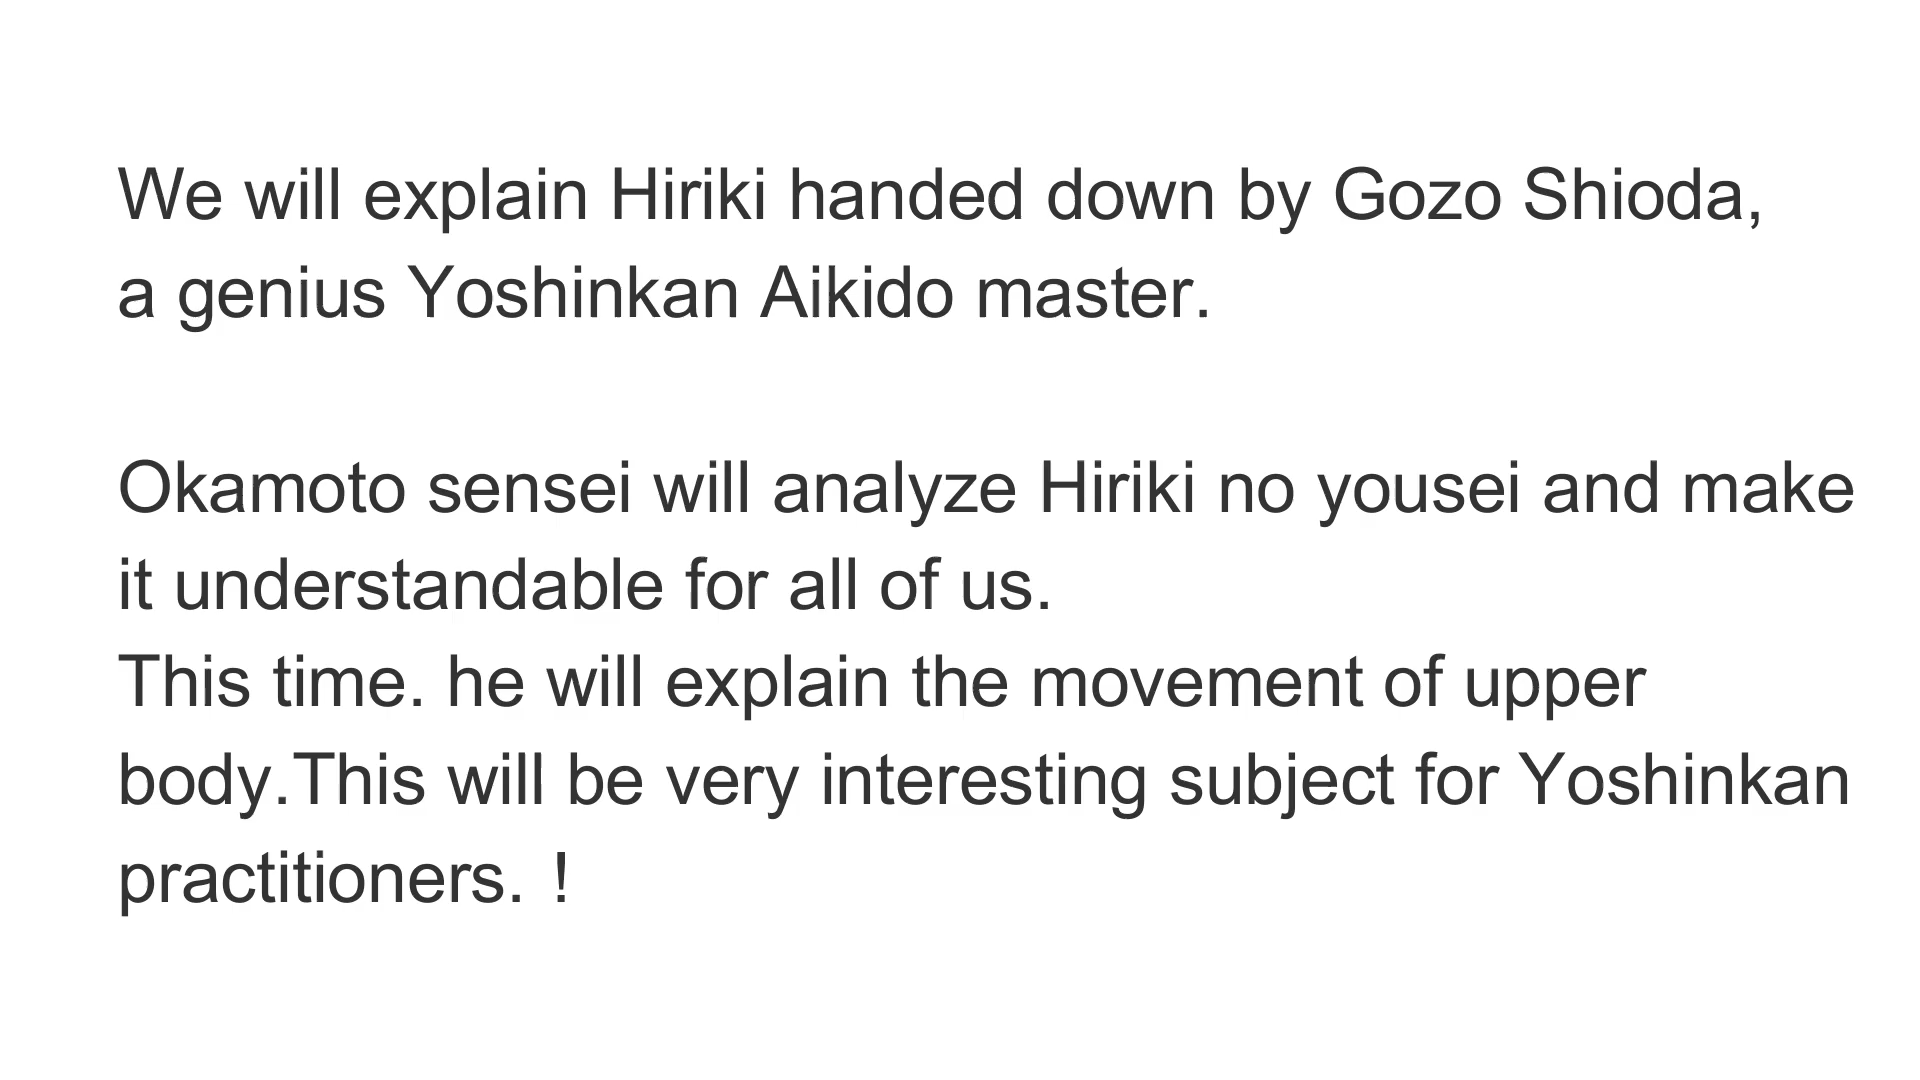 We will explain Hiriki handed down by Gozo Shioda,
a genius Yoshinkan Aikido master.
Okamoto sensei will analyze Hiriki no yousei and make
it understandable for all of us.
This time. he will explain the movement of upper
body.This will be very interesting subject for Yoshinkan
practitioners. !